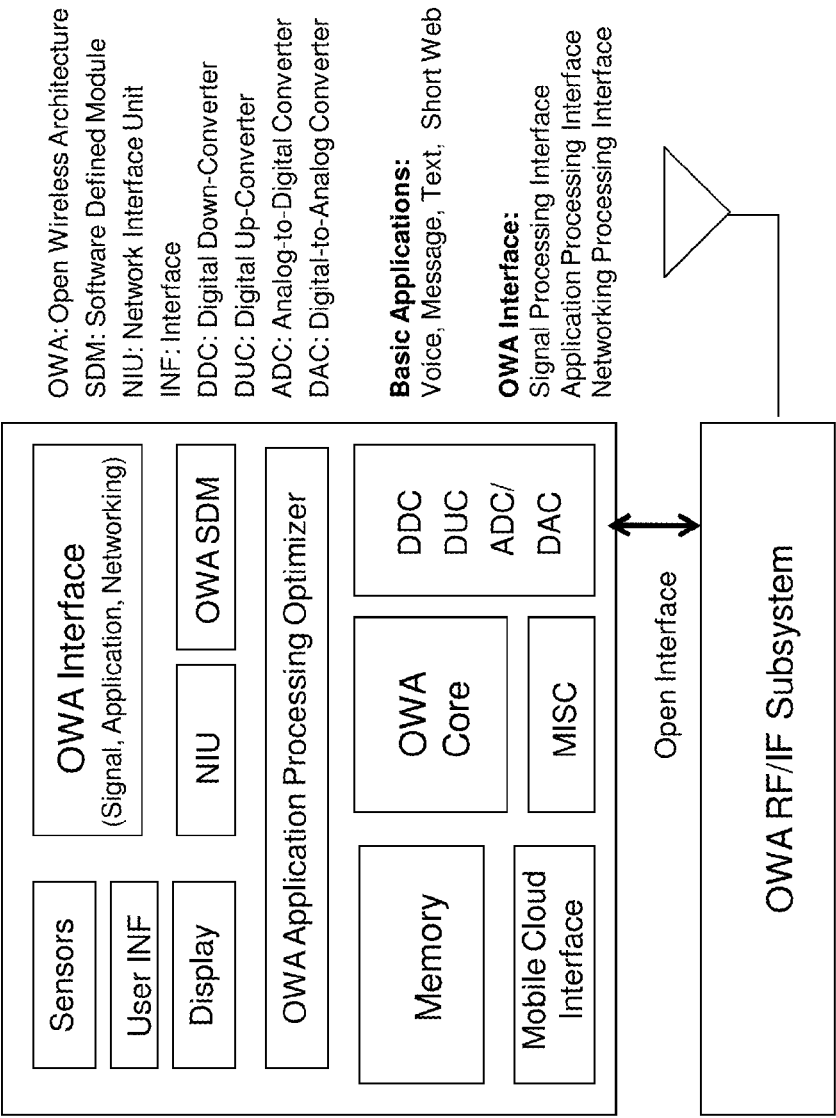 Sensors
User INF
Display
OWA Interface
(Signal, Application, Networking)
NIU
OWA SDM
OWA Application Processing Optimizer
Memory
Mobile Cloud
Interface
OWA
Core
MISC
DDC
DUC
ADC/
DAC
Open Interface
OWA RF/IF Subsystem
OWA: Open Wireless Architecture
SDM: Software Defined Module
NIU: Network Interface Unit
INF: Interface
DDC: Digital Down-Converter
DUC: Digital Up-Converter
ADC: Analog-to-Digital Converter
DAC: Digital-to-Analog Converter
Basic Applications:
Voice, Message, Text, Short Web
OWA Interface:
Signal Processing Interface
Application Processing Interface
Networking Processing Interface